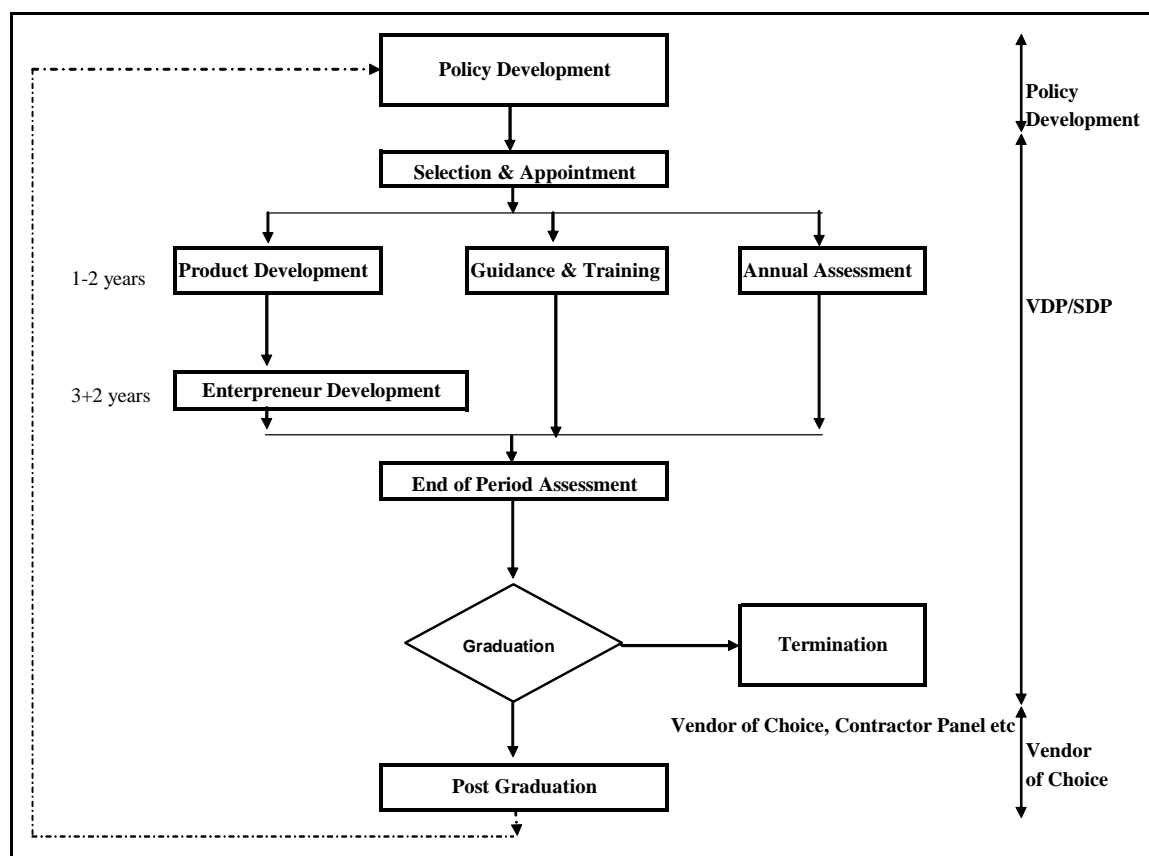 Policy Development
Policy
Development
Selection & Appointment
1-2 years
Product Development
Guidance & Training
Annual Assessment
VDP/SDP
3+2 years
Enterpreneur Development
End of Period Assessment
Graduation
Termination
Vendor of Choice, Contractor Panel etc
Vendor
of Choice
Post Graduation